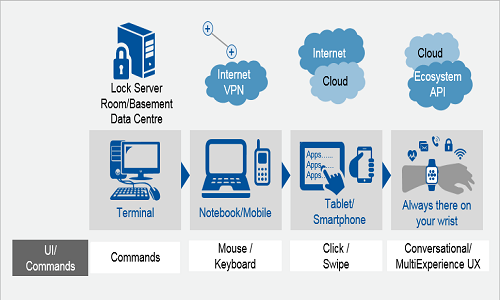 Lock Server
Room/Basement
Data Centre
Internet
VPN
Internet
Cloud
Cloud
Ecosystem
API
Terminal
Notebook/Mobile
Apps......
Apps...
Apps..
Tablet/
Smartphone
Always there on
your wrist
UI/
Commands
Commands
Mouse /
Keyboard
Click /
Swipe
Conversational/
MultiExperience UX